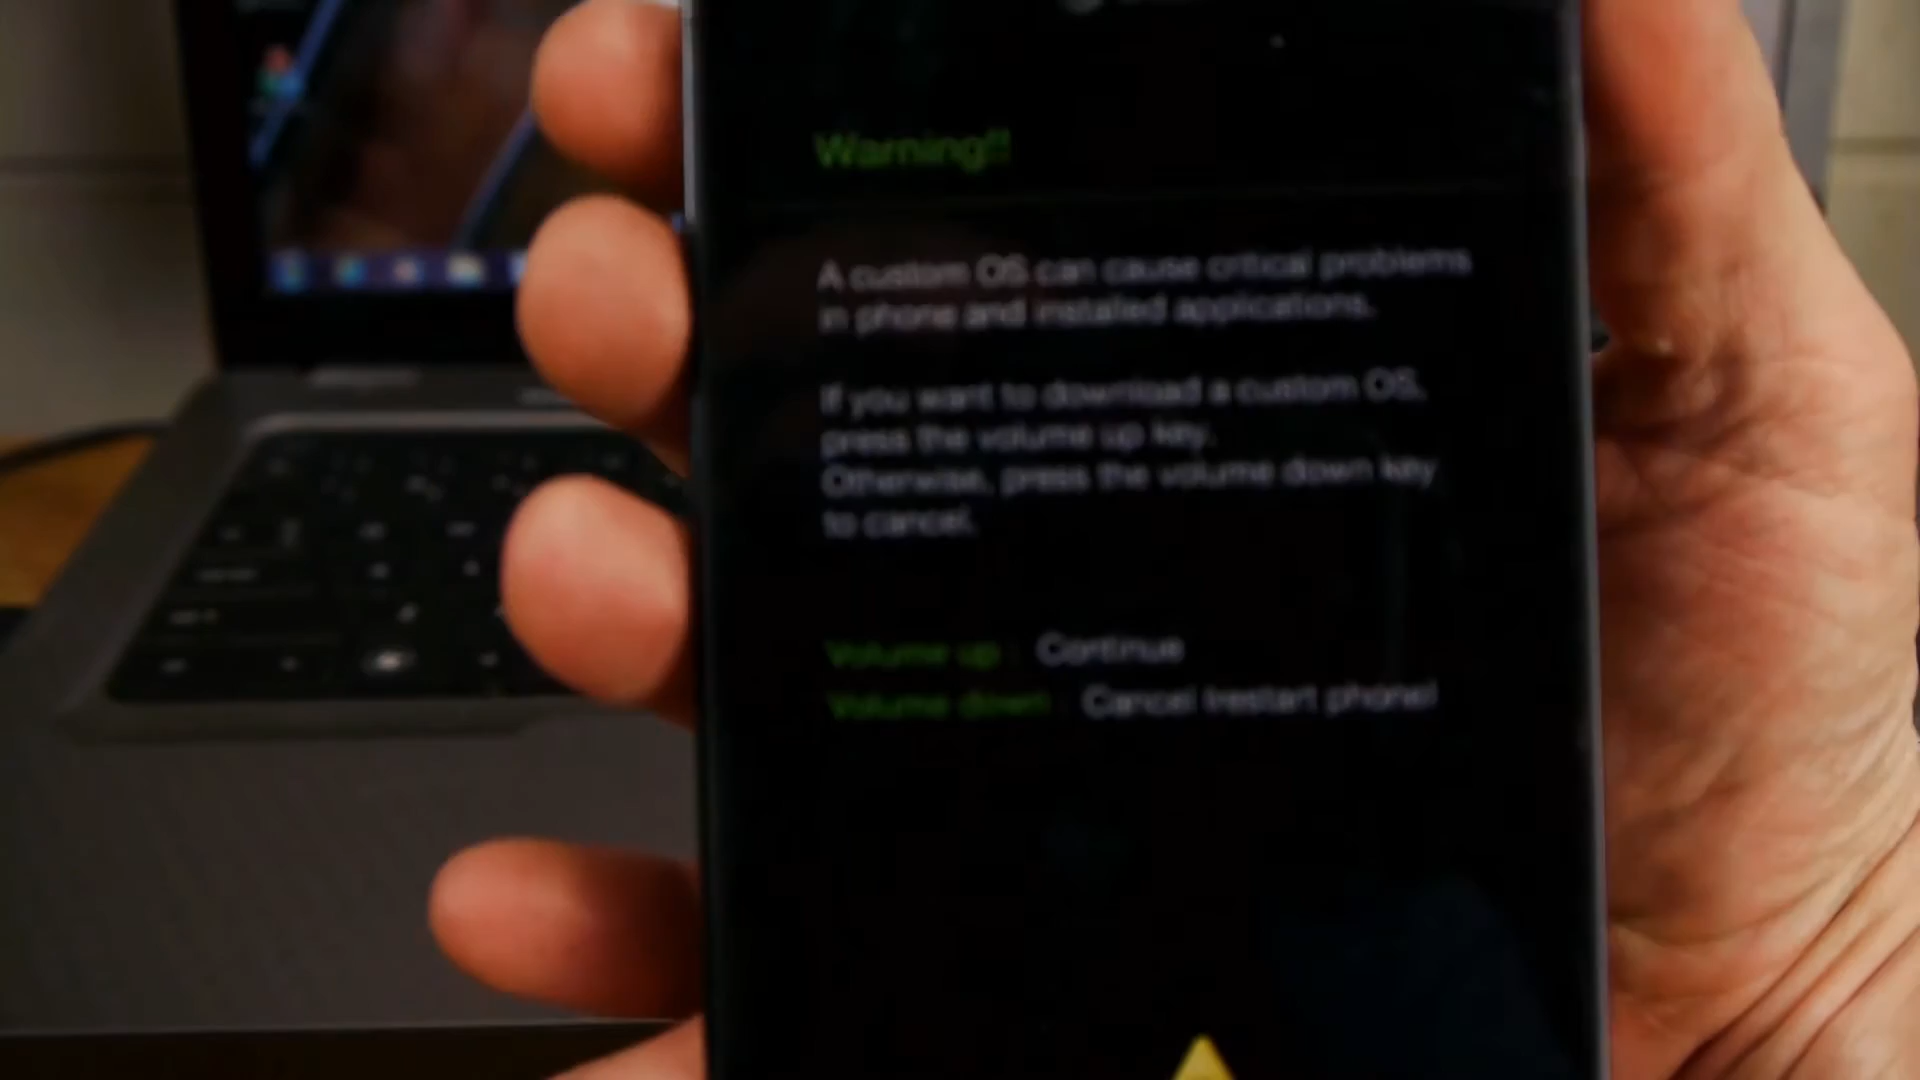 Warning!!
A custom OS can cause critical problems
in phone and installed applications.
If you want to download a custom OS,
press the volume up key.
Otherwise, press the volume down key
to cancel.
Volume up : Continue
Volume down : Cancel (restart phone)